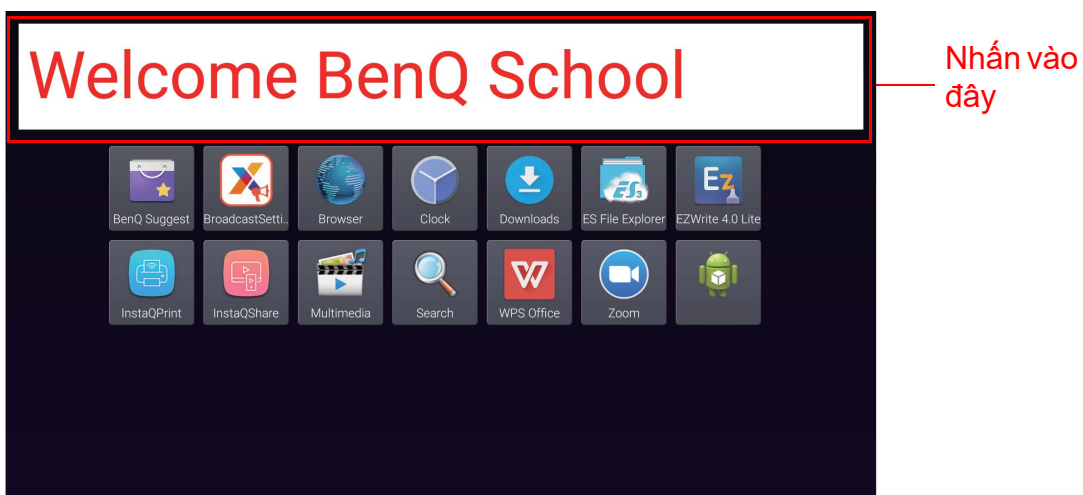 Welcome BenQ School
Nhấn vào
đây
BenQ Suggest
BroadcastSetti..
Browser
Clock
Downloads
ES File Explorer
EZWrite 4.0 Lite
InstaQPrint
InstaQShare
Multimedia
Search
WPS Office
Zoom